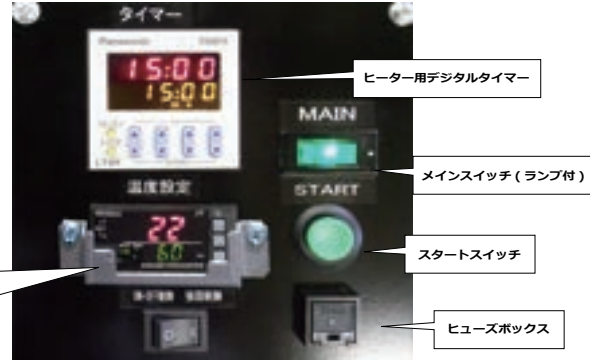 タイマー
Panasonic
15:00
15:00
ヒーター用デジタルタイマー
MAIN
メインスイッチ ( ランプ付 )
温度設定
START
22
60
スタートスイッチ
ヒューズボックス